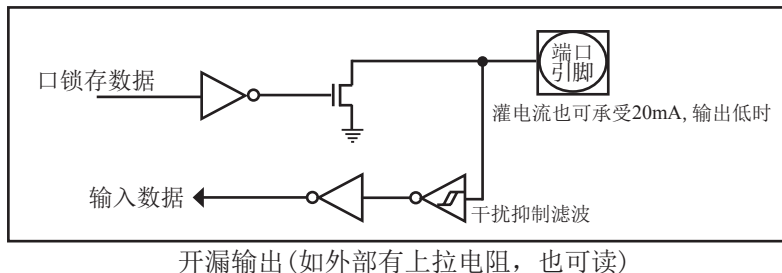 端口
引脚
口锁存数据
灌电流也可承受20mA, 输出低时
输入数据
干扰抑制滤波
开漏输出(如外部有上拉电阻，也可读)